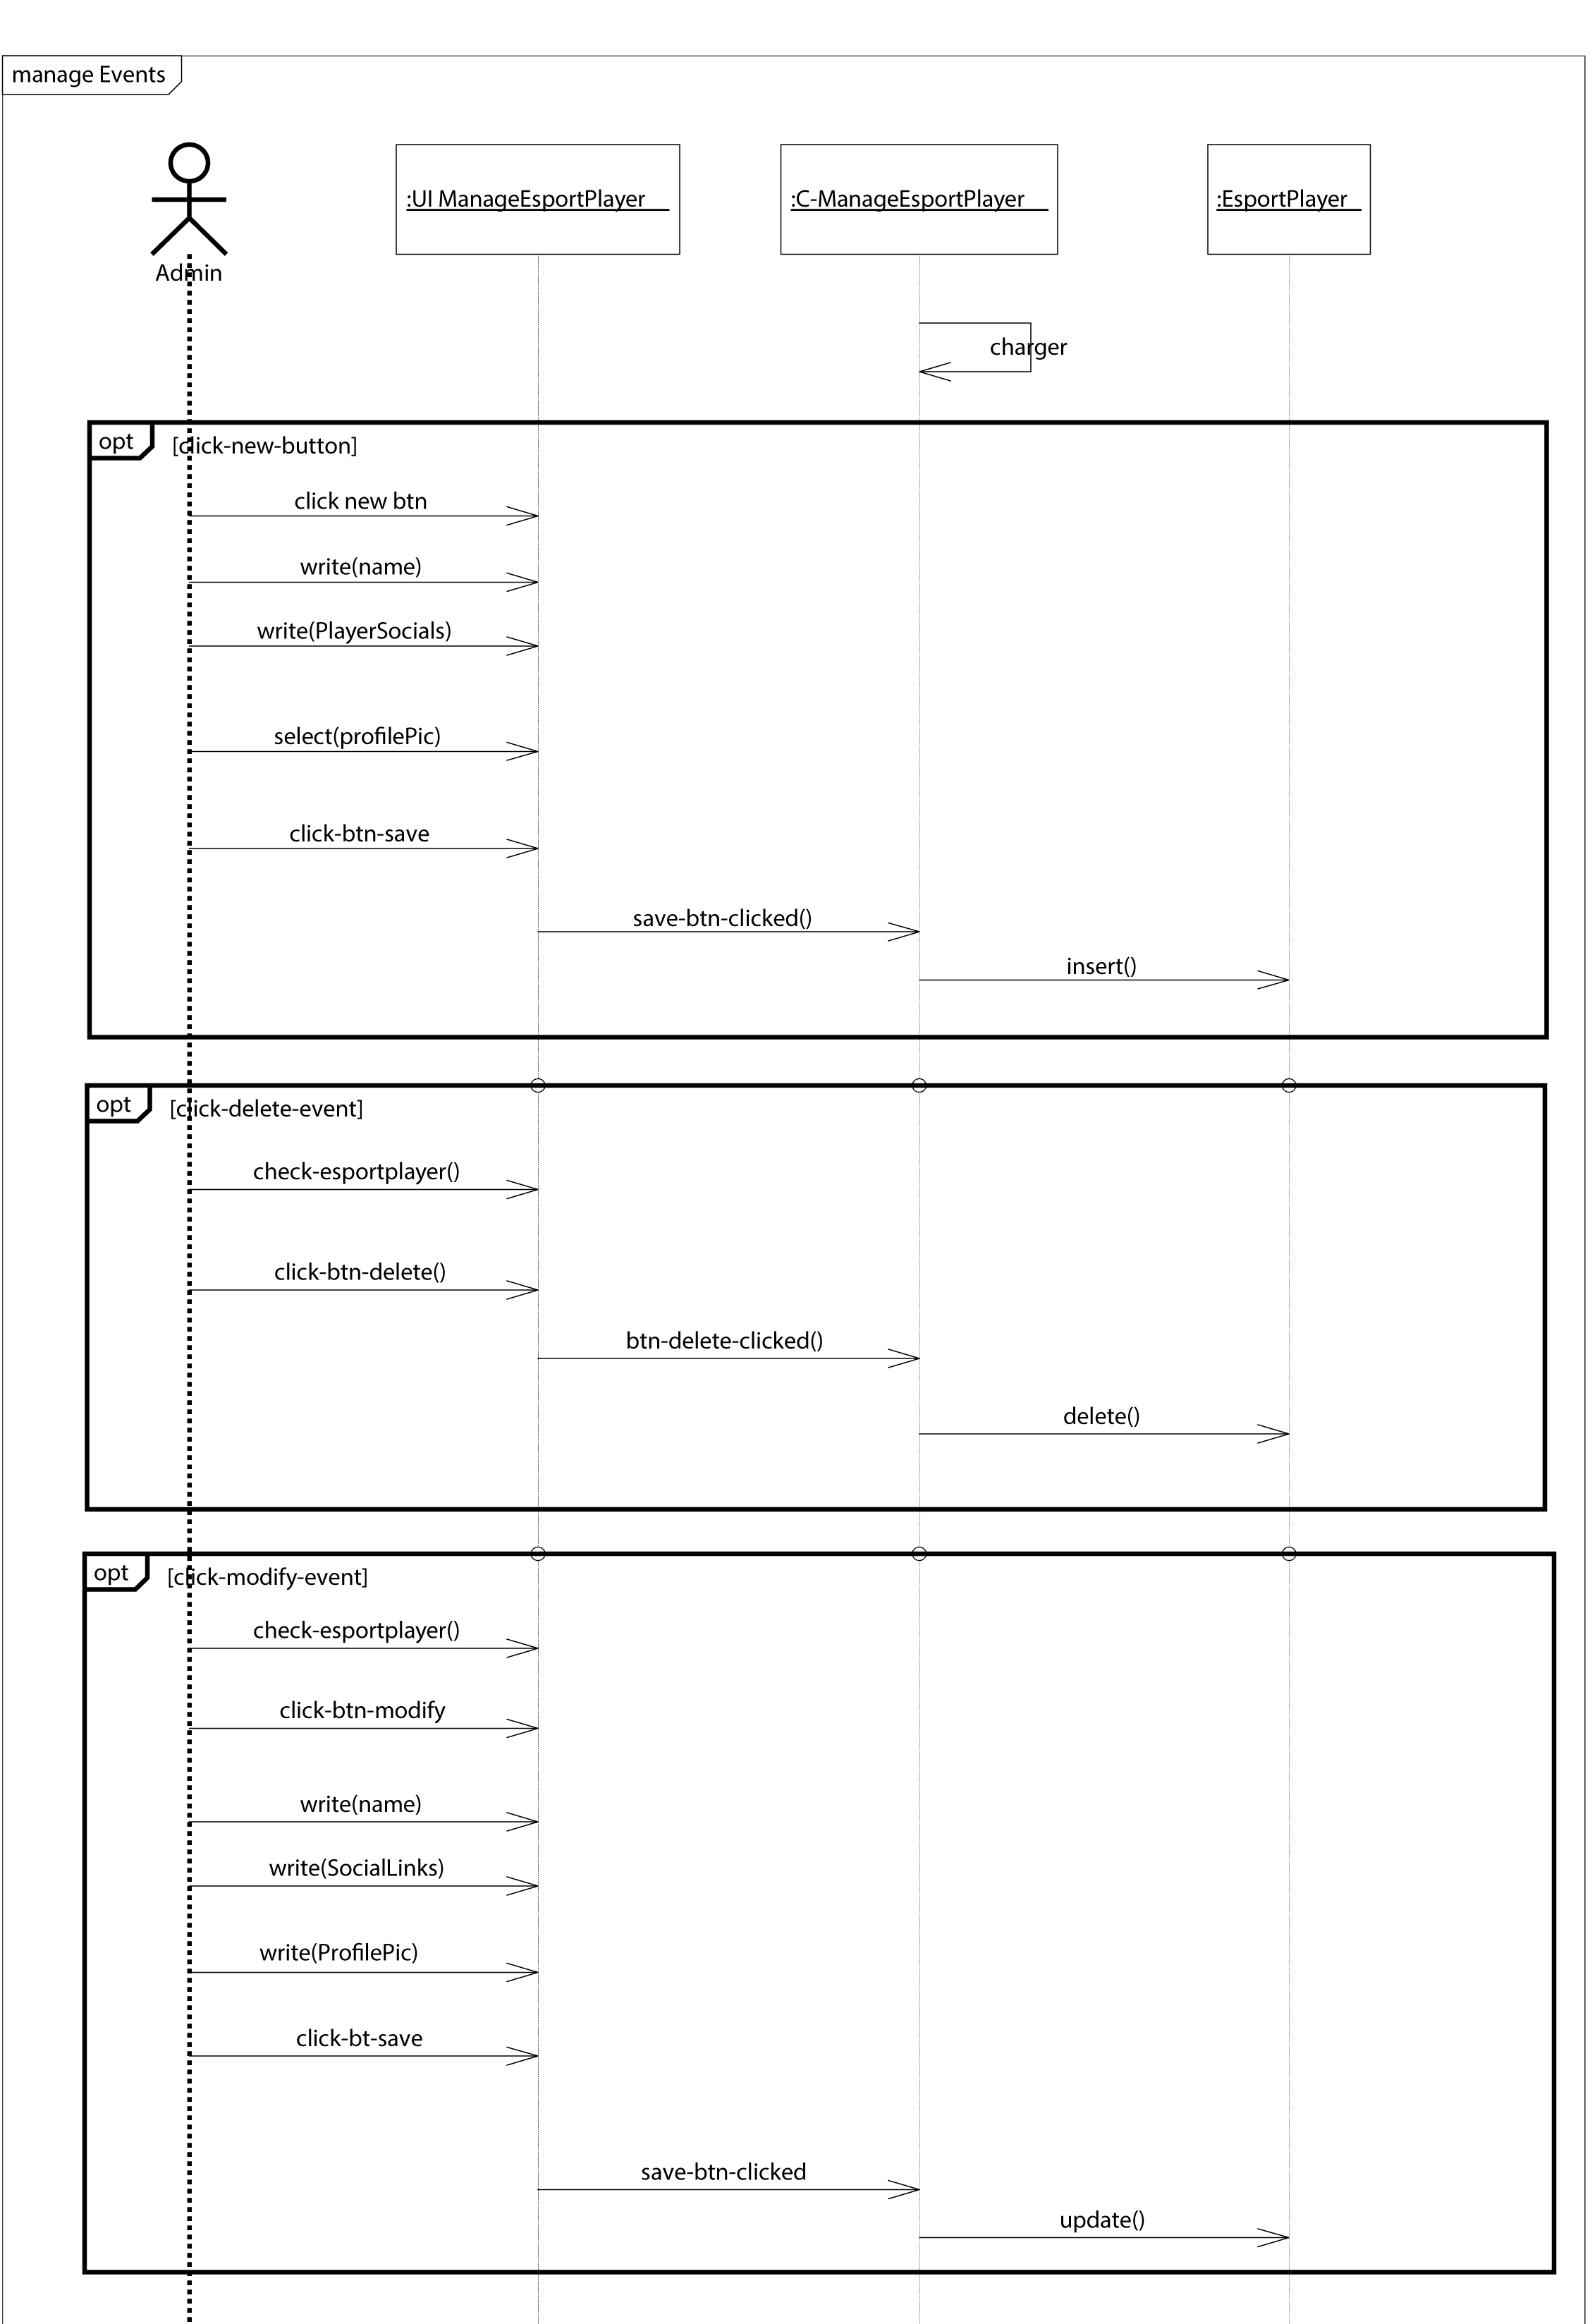 manage Events
:UI ManageEsportPlayer
:C-ManageEsportPlayer
:EsportPlayer
Admin
charger
opt
[click-new-button]
click new btn
write(name)
write(PlayerSocials)
select(profilePic)
click-btn-save
save-btn-clicked()
insert()
opt
[click-delete-event]
check-esportplayer()
click-btn-delete()
btn-delete-clicked()
delete()
opt
[click-modify-event]
check-esportplayer()
click-btn-modify
write(name)
write(SocialLinks)
write(ProfilePic)
click-bt-save
save-btn-clicked
update()